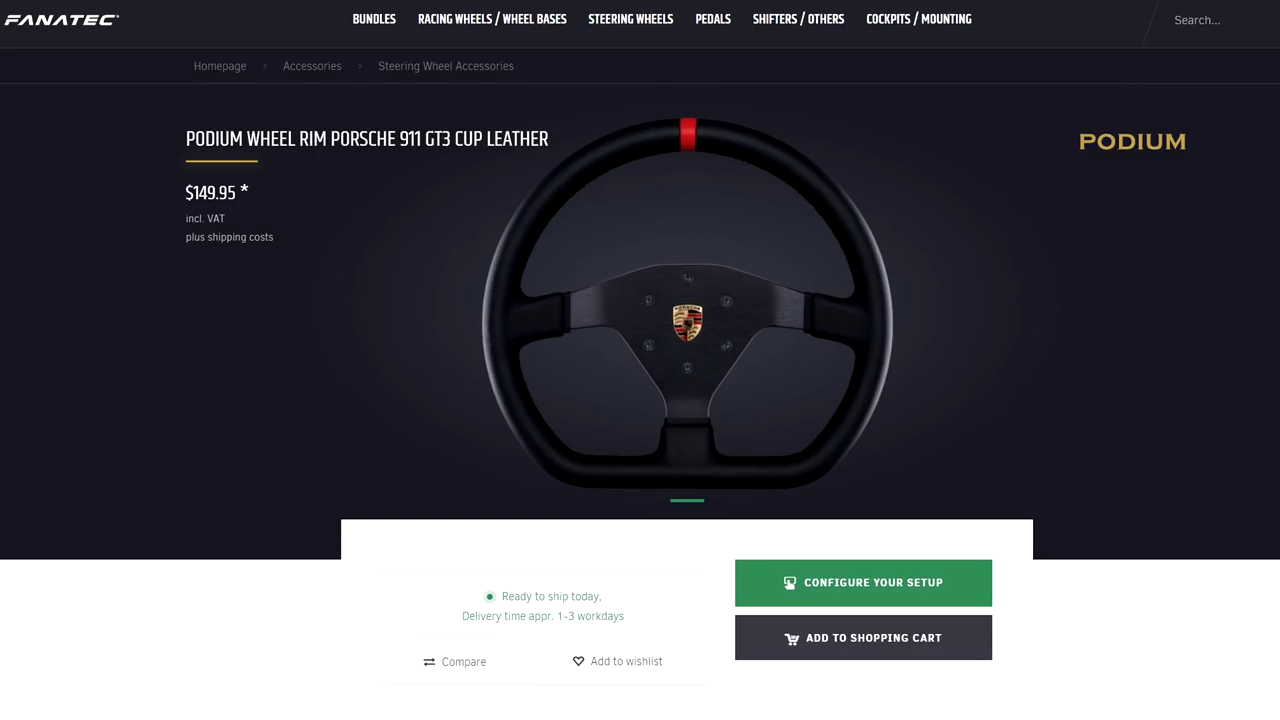 FANATEC
BUNDLES RACING WHEELS / WHEEL BASES STEERING WHEELS PEDALS SHIFTERS / OTHERS COCKPITS / MOUNTING
Search...
Homepage > Accessories > Steering Wheel Accessories
PODIUM WHEEL RIM PORSCHE 911 GT3 CUP LEATHER
PODIUM
$149.95 *
incl. VAT
plus shipping costs
PORSCHE
Ready to ship today,
Delivery time appr. 1-3 workdays
Compare
Add to wishlist
CONFIGURE YOUR SETUP
ADD TO SHOPPING CART